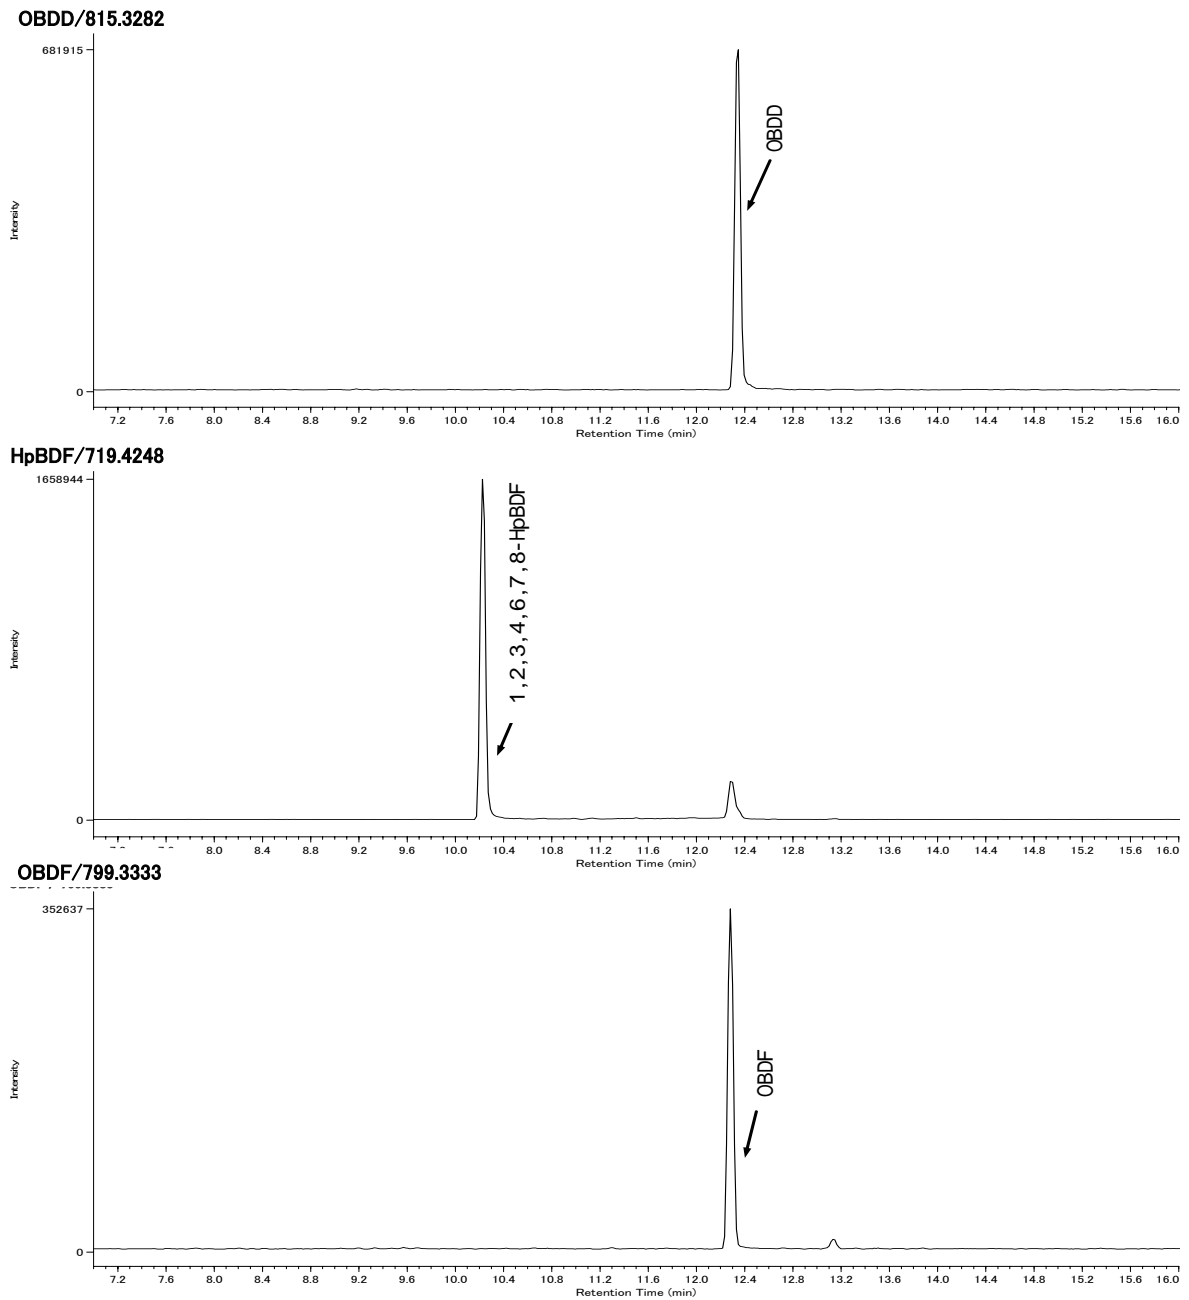 OBDD/815.3282
681915
OBDD
Intensity
0
7.2 7.6 8.0 8.4 8.8 9.2 9.6 10.0 10.4 10.8 11.2 11.6 12.0 12.4 12.8 13.2 13.6 14.0 14.4 14.8 15.2 15.6 16.0
Retention Time (min)
HpBDF/719.4248
1658944
1,2,3,4,6,7,8-HpBDF
Intensity
0
8.0 8.4 8.8 9.2 9.6 10.0 10.4 10.8 11.2 11.6 12.0 12.4 12.8 13.2 13.6 14.0 14.4 14.8 15.2 15.6 16.0
Retention Time (min)
OBDF/799.3333
352637
OBDF
Intensity
0
7.2 7.6 8.0 8.4 8.8 9.2 9.6 10.0 10.4 10.8 11.2 11.6 12.0 12.4 12.8 13.2 13.6 14.0 14.4 14.8 15.2 15.6 16.0
Retention Time (min)